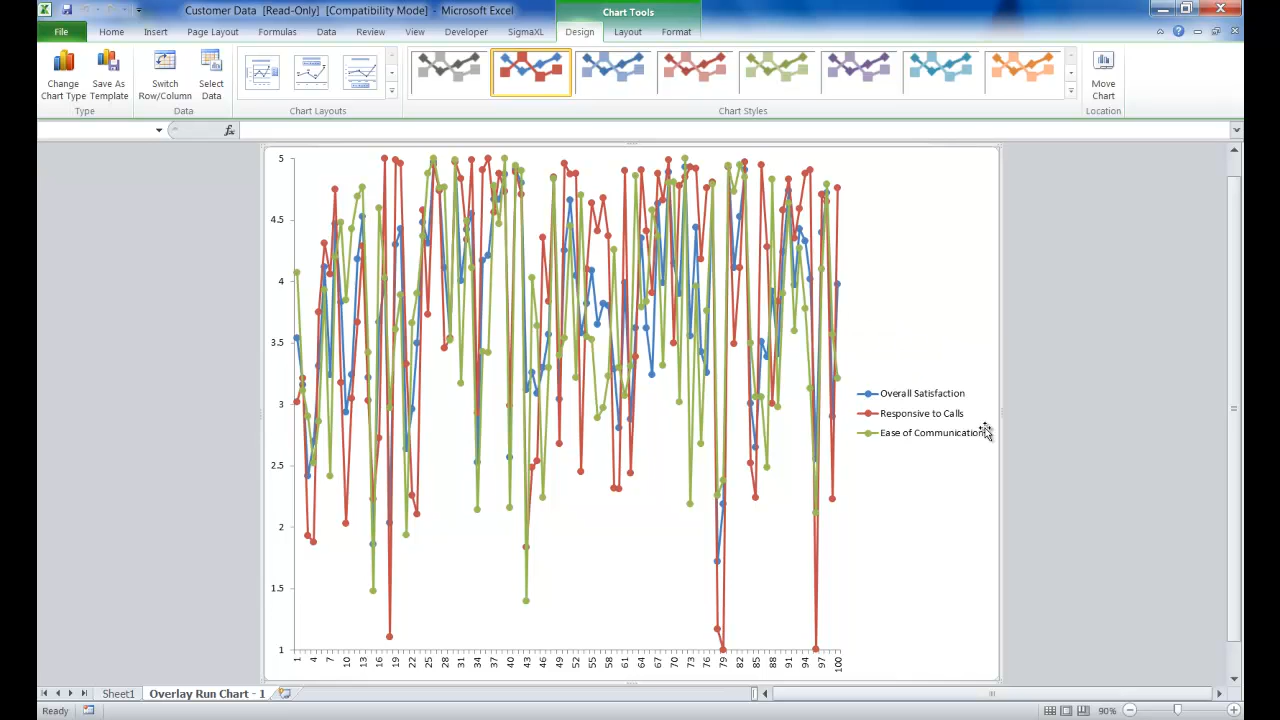 Customer Data [Read-Only] [Compatibility Mode] - Microsoft Excel
Chart Tools
File Home Insert Page Layout Formulas Data Review View Developer SigmaXL Design Layout Format
Change Chart Type
Save As Template
Switch Row/Column
Select Data
Move Chart
Type Data Chart Layouts Chart Styles Location
fx
5
4.5
4
3.5
3
2.5
2
1.5
1
Overall Satisfaction
Responsive to Calls
Ease of Communication
1 4 7 10 13 16 19 22 25 28 31 34 37 40 43 46 49 52 55 58 61 64 67 70 73 76 79 82 85 88 91 94 97 100
Sheet1 Overlay Run Chart - 1
Ready 90%